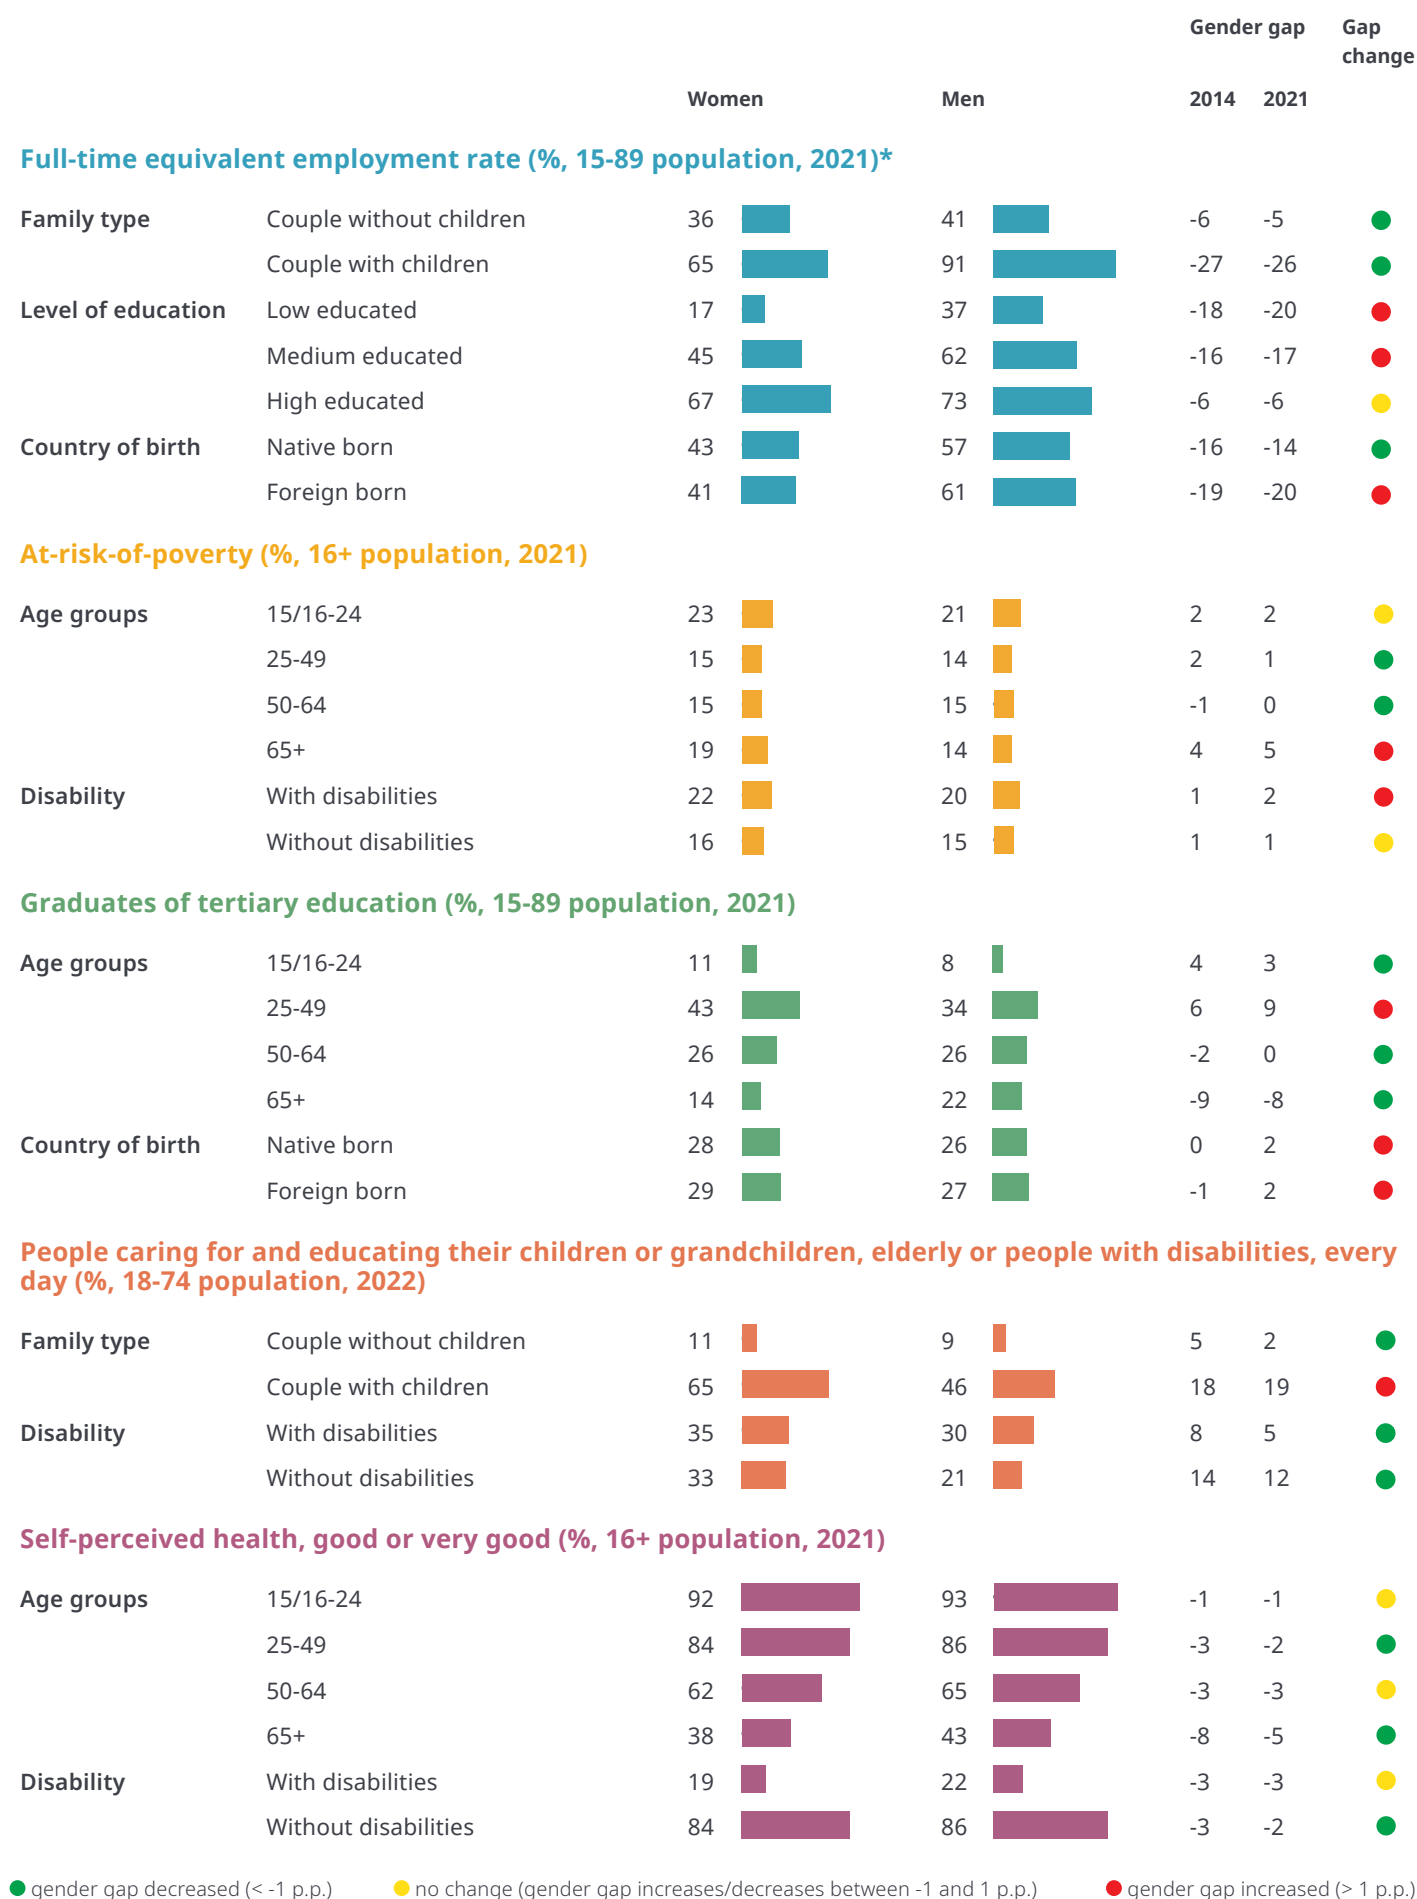 Gender gap Gap
change
Women Men 2014 2021
Full-time equivalent employment rate (%, 15-89 population, 2021)*
Family type Couple without children 36 41 -6 -5
Couple with children 65 91 -27 -26
Level of education Low educated 17 37 -18 -20
Medium educated 45 62 -16 -17
High educated 67 73 -6 -6
Country of birth Native born 43 57 -16 -14
Foreign born 41 61 -19 -20
At-risk-of-poverty (%, 16+ population, 2021)
Age groups 15/16-24 23 21 2 2
25-49 15 14 2 1
50-64 15 15 -1 0
65+ 19 14 4 5
Disability With disabilities 22 20 1 2
Without disabilities 16 15 1 1
Graduates of tertiary education (%, 15-89 population, 2021)
Age groups 15/16-24 11 8 4 3
25-49 43 34 6 9
50-64 26 26 -2 0
65+ 14 22 -9 -8
Country of birth Native born 28 26 0 2
Foreign born 29 27 -1 2
People caring for and educating their children or grandchildren, elderly or people with disabilities, every
day (%, 18-74 population, 2022)
Family type Couple without children 11 9 5 2
Couple with children 65 46 18 19
Disability With disabilities 35 30 8 5
Without disabilities 33 21 14 12
Self-perceived health, good or very good (%, 16+ population, 2021)
Age groups 15/16-24 92 93 -1 -1
25-49 84 86 -3 -2
50-64 62 65 -3 -3
65+ 38 43 -8 -5
Disability With disabilities 19 22 -3 -3
Without disabilities 84 86 -3 -2
gender gap decreased (< -1 p.p.) no change (gender gap increases/decreases between -1 and 1 p.p.) gender gap increased (> 1 p.p.)